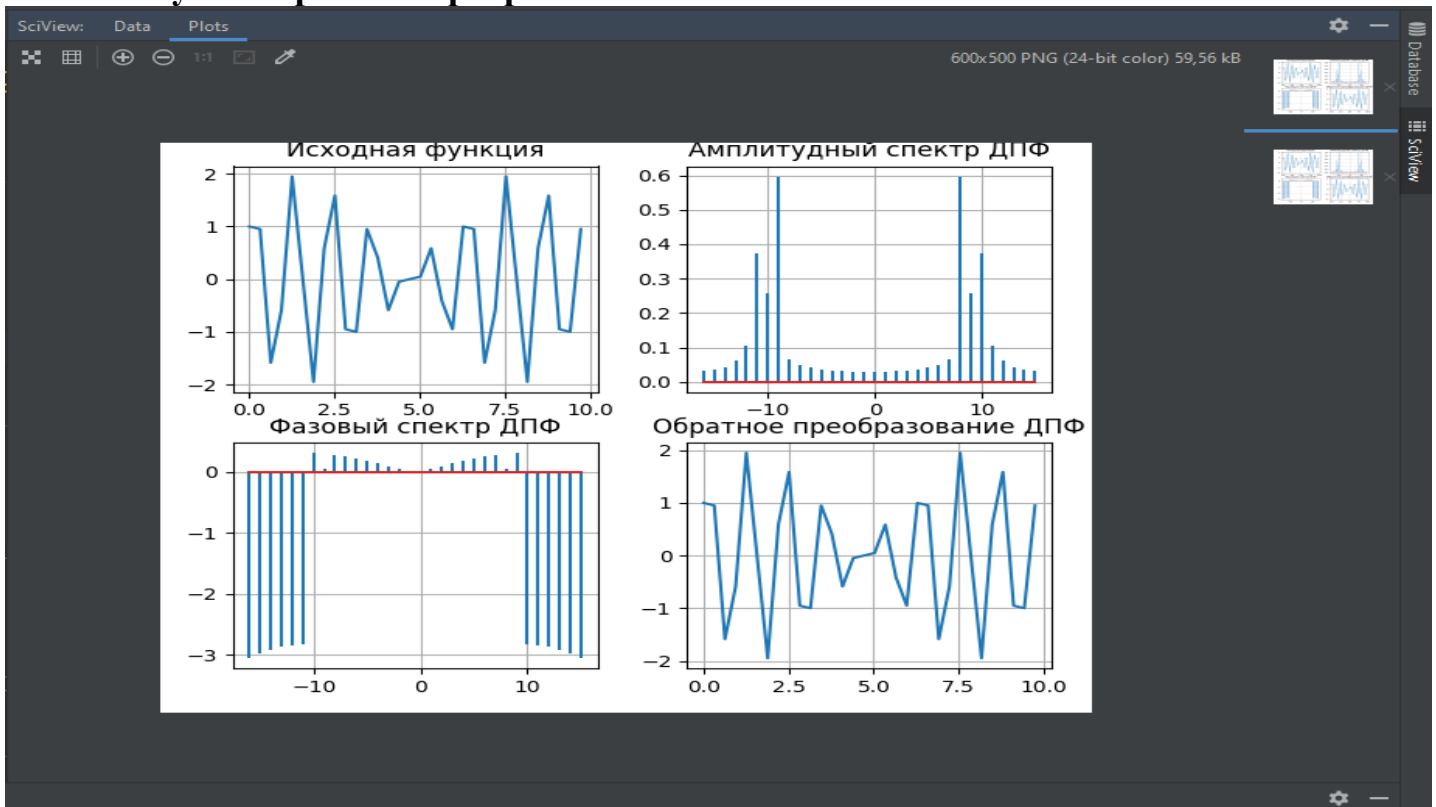 SciView: Data Plots
1:1
600x500 PNG (24-bit color) 59,56 kB
Database
SciView
Исходная функция
2
1
0
−1
−2
0.0 2.5 5.0 7.5 10.0
Амплитудный спектр ДПФ
0.6
0.5
0.4
0.3
0.2
0.1
0.0
−10 0 10
Фазовый спектр ДПФ
0
−1
−2
−3
−10 0 10
Обратное преобразование ДПФ
2
1
0
−1
−2
0.0 2.5 5.0 7.5 10.0